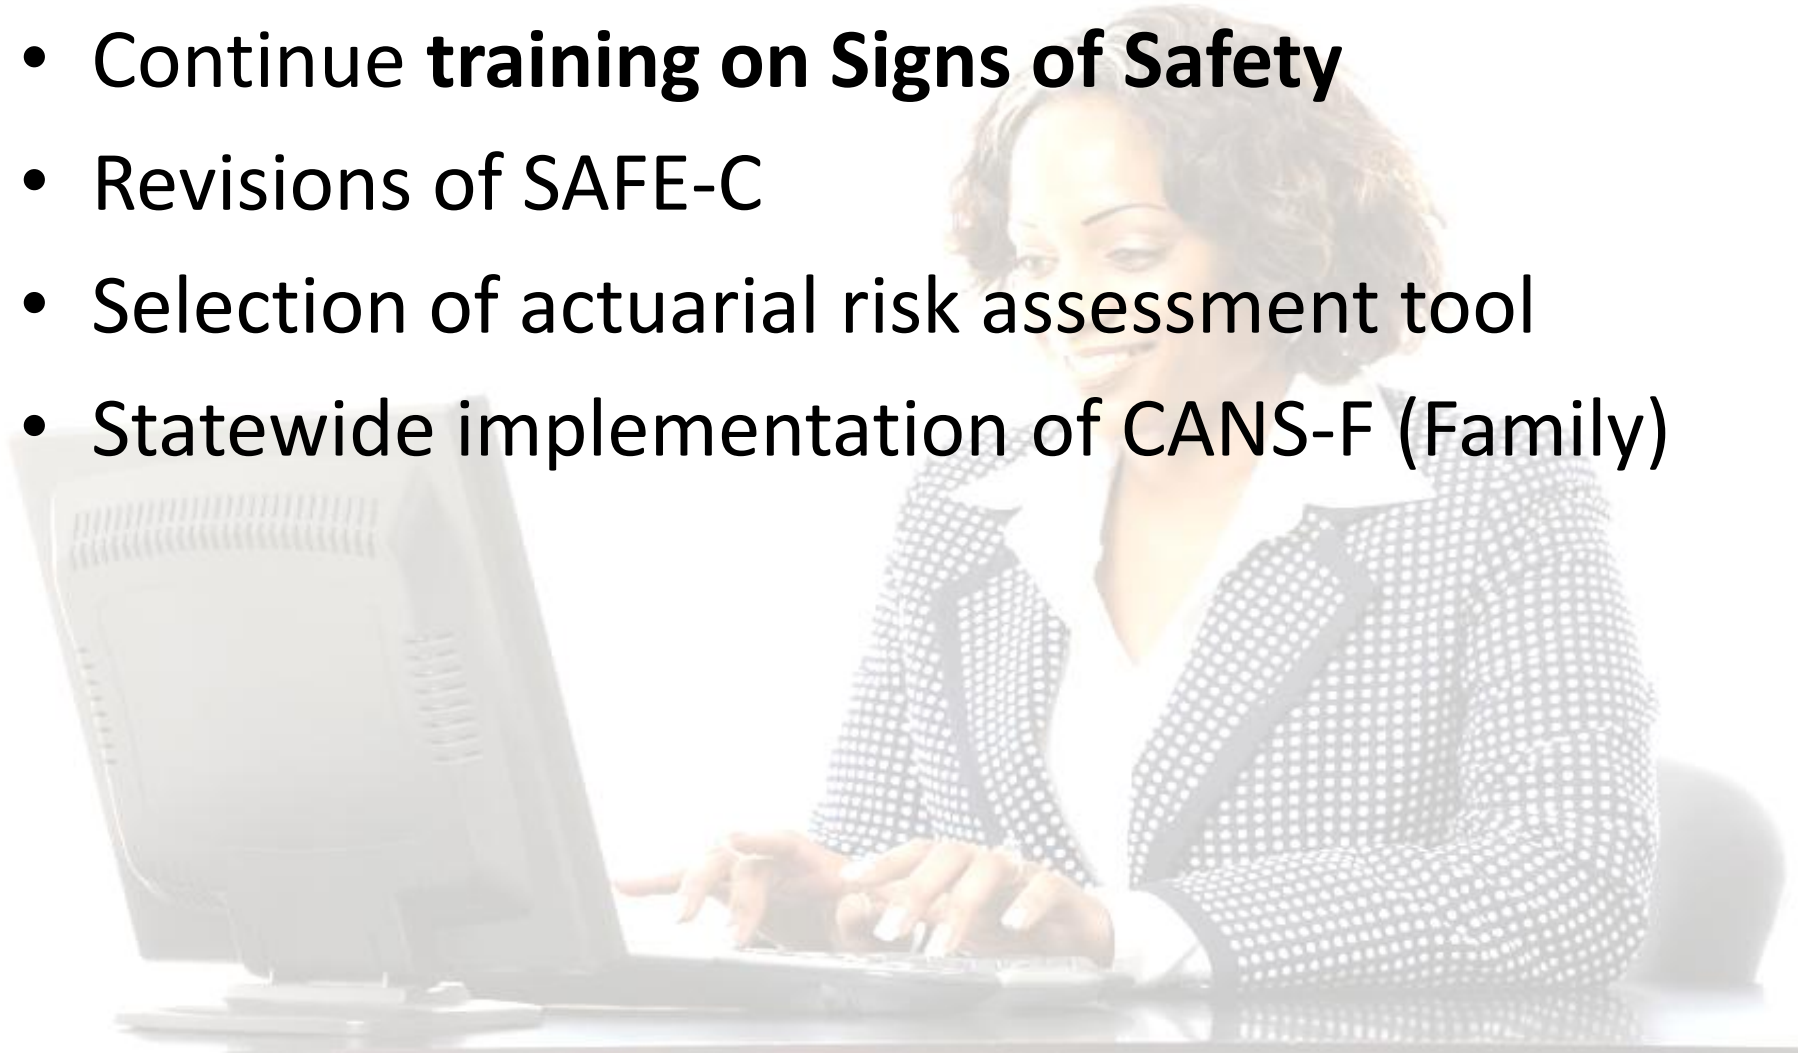 • Continue training on Signs of Safety
• Revisions of SAFE-C
• Selection of actuarial risk assessment tool
• Statewide implementation of CANS-F (Family)